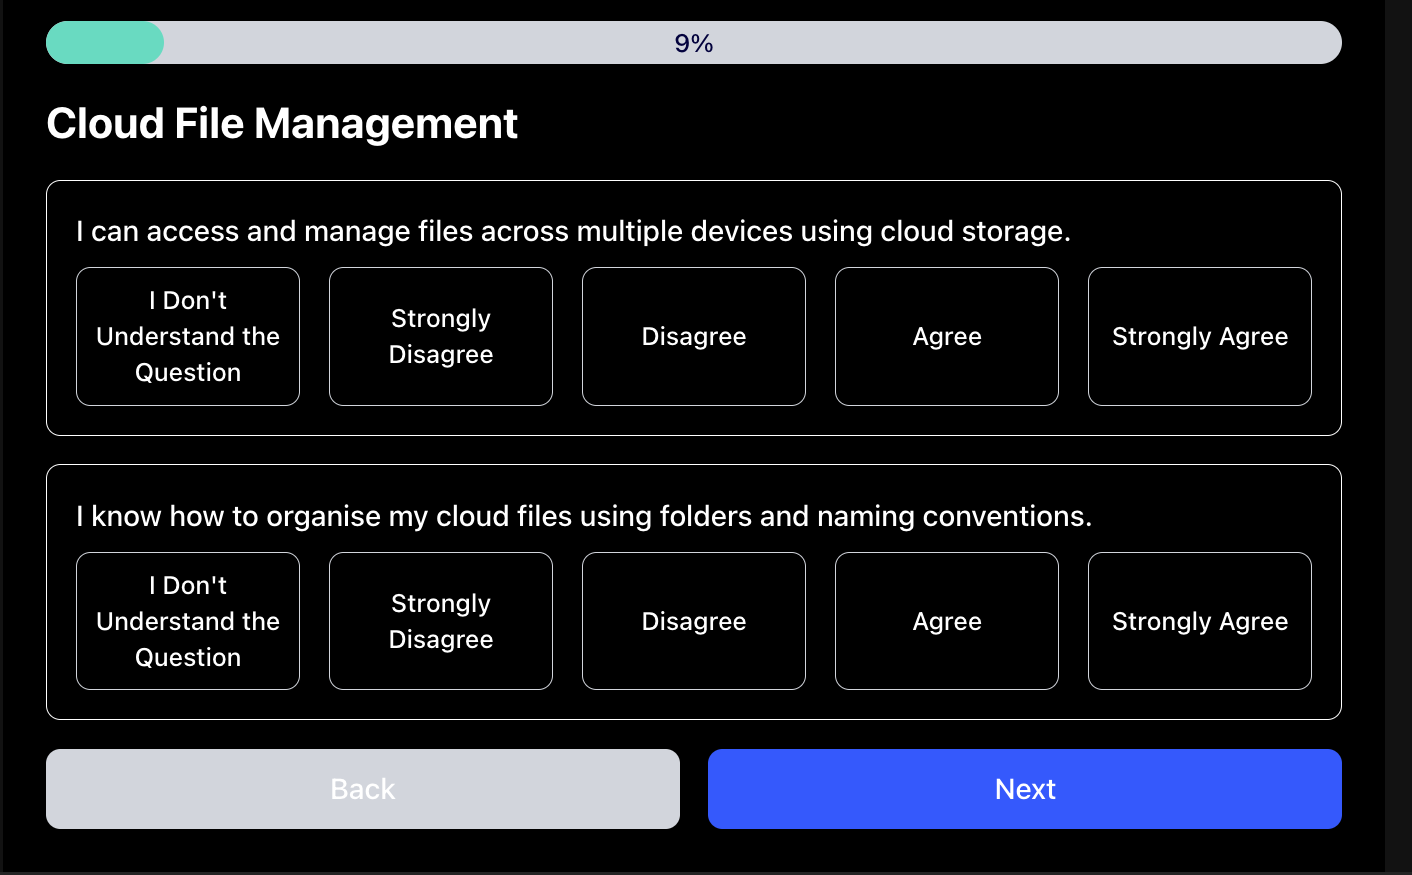 9%
Cloud File Management
I can access and manage files across multiple devices using cloud storage.
I Don't
Understand the
Question
Strongly
Disagree
Disagree
Agree
Strongly Agree
I know how to organise my cloud files using folders and naming conventions.
I Don't
Understand the
Question
Strongly
Disagree
Disagree
Agree
Strongly Agree
Back
Next